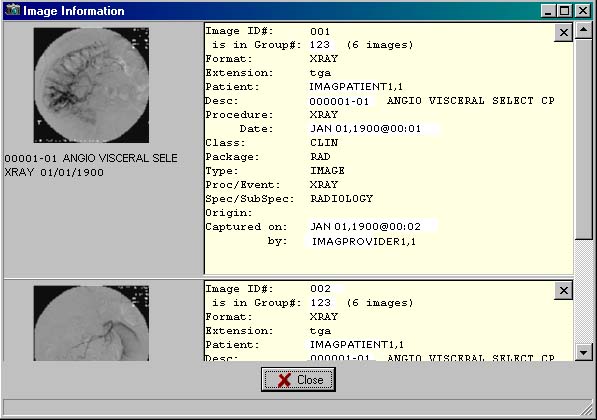 Image Information
Image ID#: 001
is in Group#: 123 (6 images)
Format: XRAY
Extension: tga
Patient: IMAGPATIENT1,1
Desc: 000001-01 ANGIO VISCERAL SELECT CP
Procedure: XRAY
Date: JAN 01,1900@00:01
Class: CLIN
Package: RAD
Type: IMAGE
Proc/Event: XRAY
Spec/SubSpec: RADIOLOGY
Origin:
Captured on: JAN 01,1900@00:02
by: IMAGPROVIDER1,1
00001-01 ANGIO VISCERAL SELE
XRAY 01/01/1900
Image ID#: 002
is in Group#: 123 (6 images)
Format: XRAY
Extension: tga
Patient: IMAGPATIENT1,1
Desc: 000001-01 ANGIO VISCERAL SELECT CP
Close